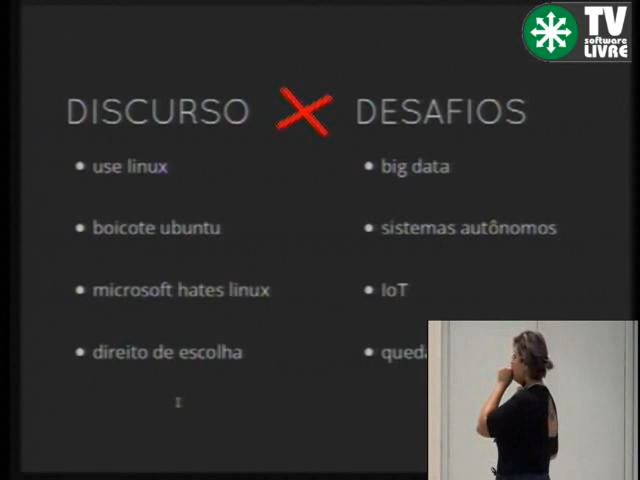 TV
software
LIVRE
DISCURSO
DESAFIOS
use linux
boicote ubuntu
microsoft hates linux
direito de escolha
big data
sistemas autônomos
IoT